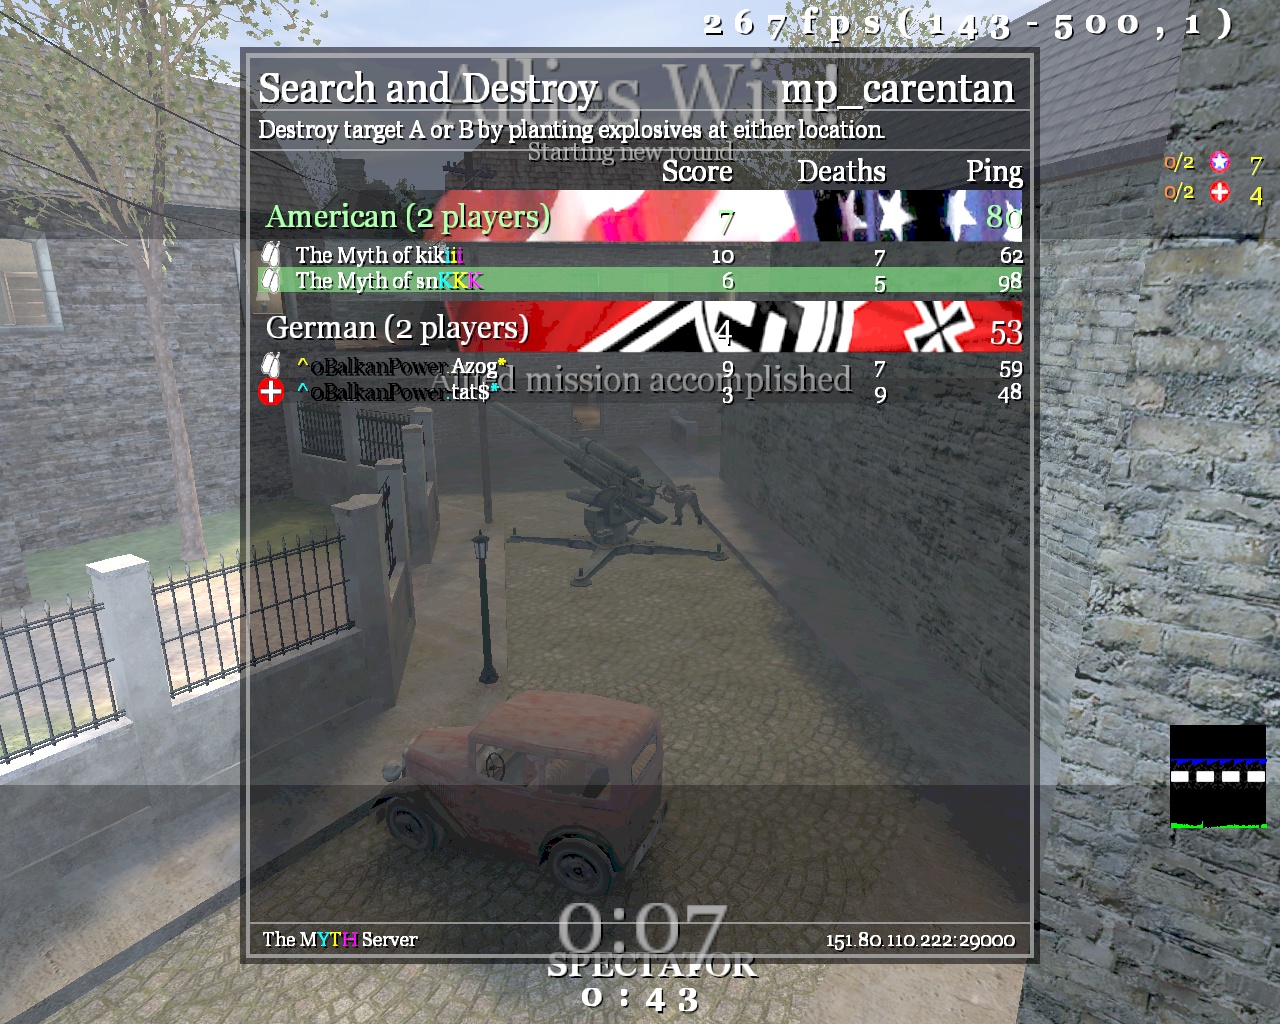 267fps(143-500,1)
Allies Win!
Search and Destroy mp_carentan
Destroy target A or B by planting explosives at either location.
Starting new round
Score Deaths Ping
0/2 7
0/2 4
American (2 players) 7 80
The Myth of kikiii 10 7 62
The Myth of snKKK 6 5 98
German (2 players) 4 53
^0BalkanPower.Azog* 9 7 59
Allied mission accomplished
^0BalkanPower.tat$* 3 9 48
0:07
The MYTH Server 151.80.110.222:29000
SPECTATOR
0:43